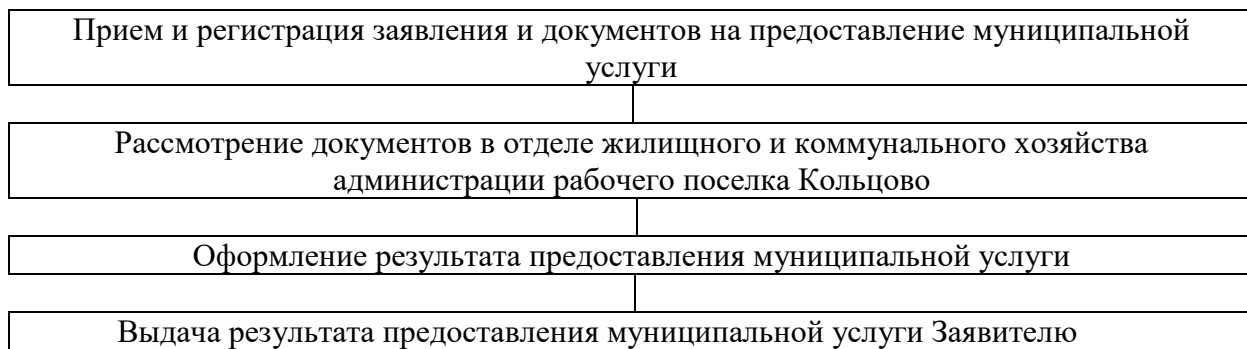 Прием и регистрация заявления и документов на предоставление муниципальной
услуги
Рассмотрение документов в отделе жилищного и коммунального хозяйства
администрации рабочего поселка Кольцово
Оформление результата предоставления муниципальной услуги
Выдача результата предоставления муниципальной услуги Заявителю